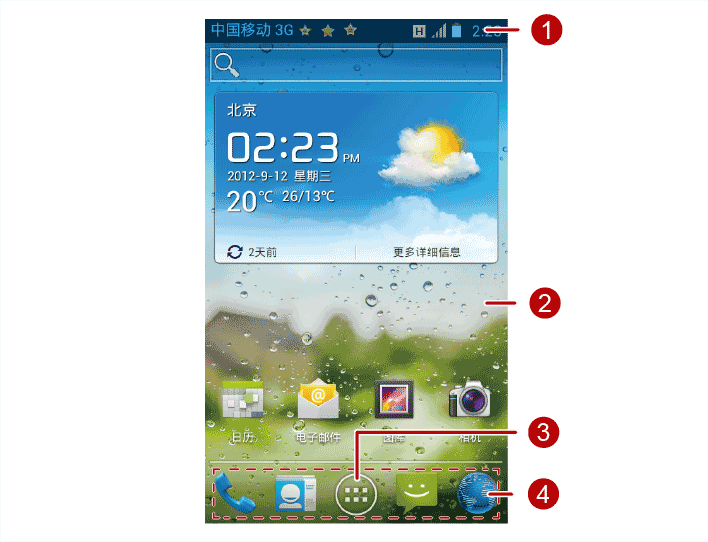 中国移动 3G 2:23 1
北京
02:23 PM
2012-9-12 星期三
20℃ 26/13℃
2天前 更多详细信息
2
@
日历 电子邮件 图库 相机
3
4